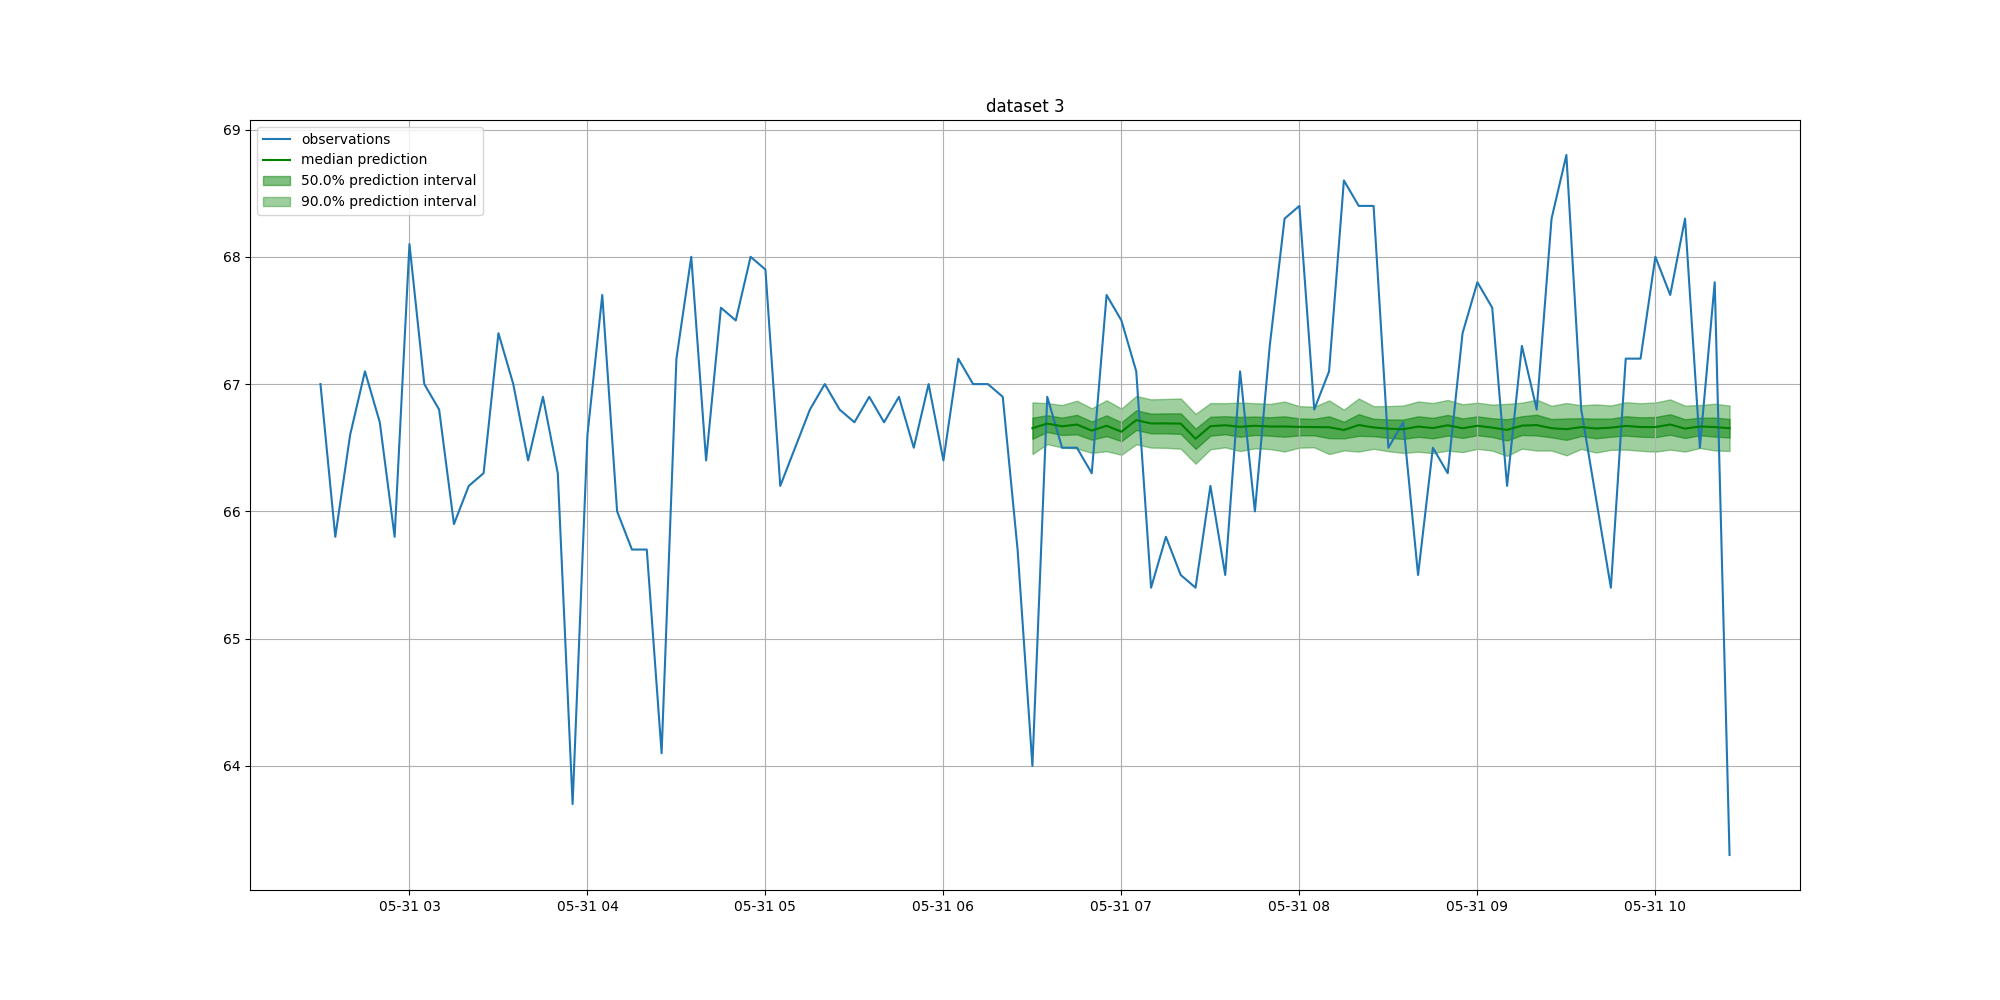 dataset 3
observations
median prediction
50.0% prediction interval
90.0% prediction interval
69
68
67
66
65
64
05-31 03
05-31 04
05-31 05
05-31 06
05-31 07
05-31 08
05-31 09
05-31 10